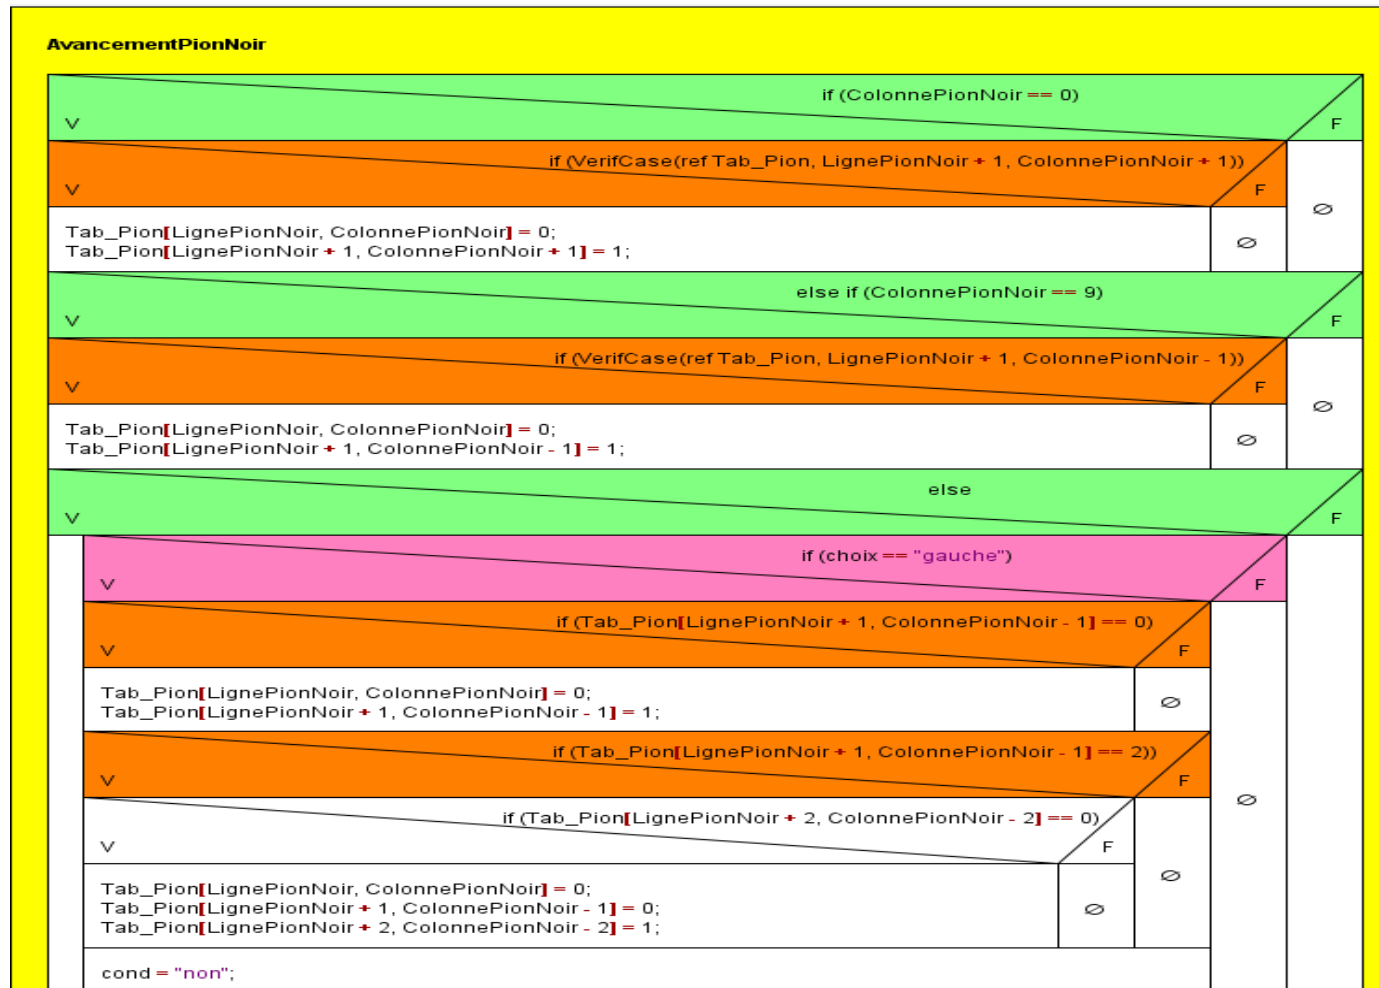 AvancementPionNoir
if (ColonnePionNoir == 0)
V
F
if (VerifCase(ref Tab_Pion, LignePionNoir + 1, ColonnePionNoir + 1))
V
F
∅
Tab_Pion[LignePionNoir, ColonnePionNoir] = 0;
Tab_Pion[LignePionNoir + 1, ColonnePionNoir + 1] = 1;
∅
else if (ColonnePionNoir == 9)
V
F
if (VerifCase(ref Tab_Pion, LignePionNoir + 1, ColonnePionNoir - 1))
V
F
∅
Tab_Pion[LignePionNoir, ColonnePionNoir] = 0;
Tab_Pion[LignePionNoir + 1, ColonnePionNoir - 1] = 1;
∅
else
V
F
if (choix == "gauche")
V
F
if (Tab_Pion[LignePionNoir + 1, ColonnePionNoir - 1] == 0)
V
F
Tab_Pion[LignePionNoir, ColonnePionNoir] = 0;
Tab_Pion[LignePionNoir + 1, ColonnePionNoir - 1] = 1;
∅
if (Tab_Pion[LignePionNoir + 1, ColonnePionNoir - 1] == 2))
V
F
∅
if (Tab_Pion[LignePionNoir + 2, ColonnePionNoir - 2] == 0)
V
F
∅
Tab_Pion[LignePionNoir, ColonnePionNoir] = 0;
Tab_Pion[LignePionNoir + 1, ColonnePionNoir - 1] = 0;
Tab_Pion[LignePionNoir + 2, ColonnePionNoir - 2] = 1;
∅
cond = "non";